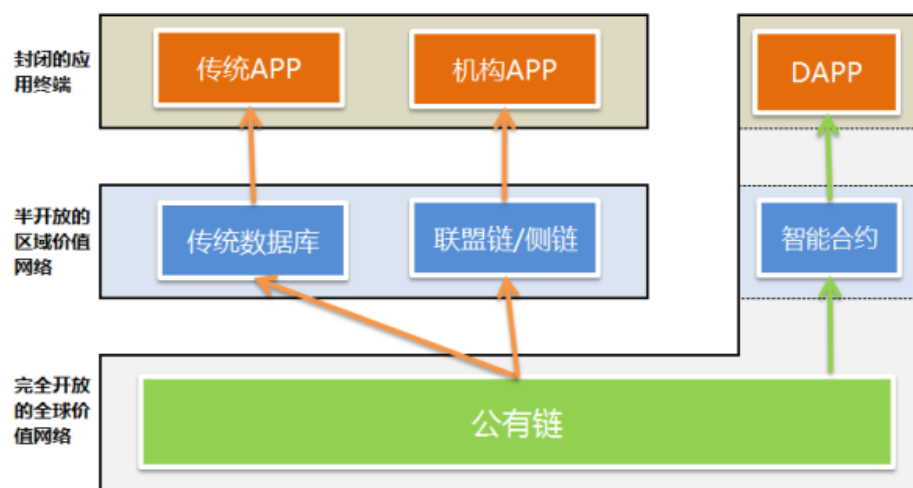 封闭的应
用终端
传统APP
机构APP
DAPP
半开放的
区域价值
网络
传统数据库
联盟链/侧链
智能合约
完全开放
的全球价
值网络
公有链